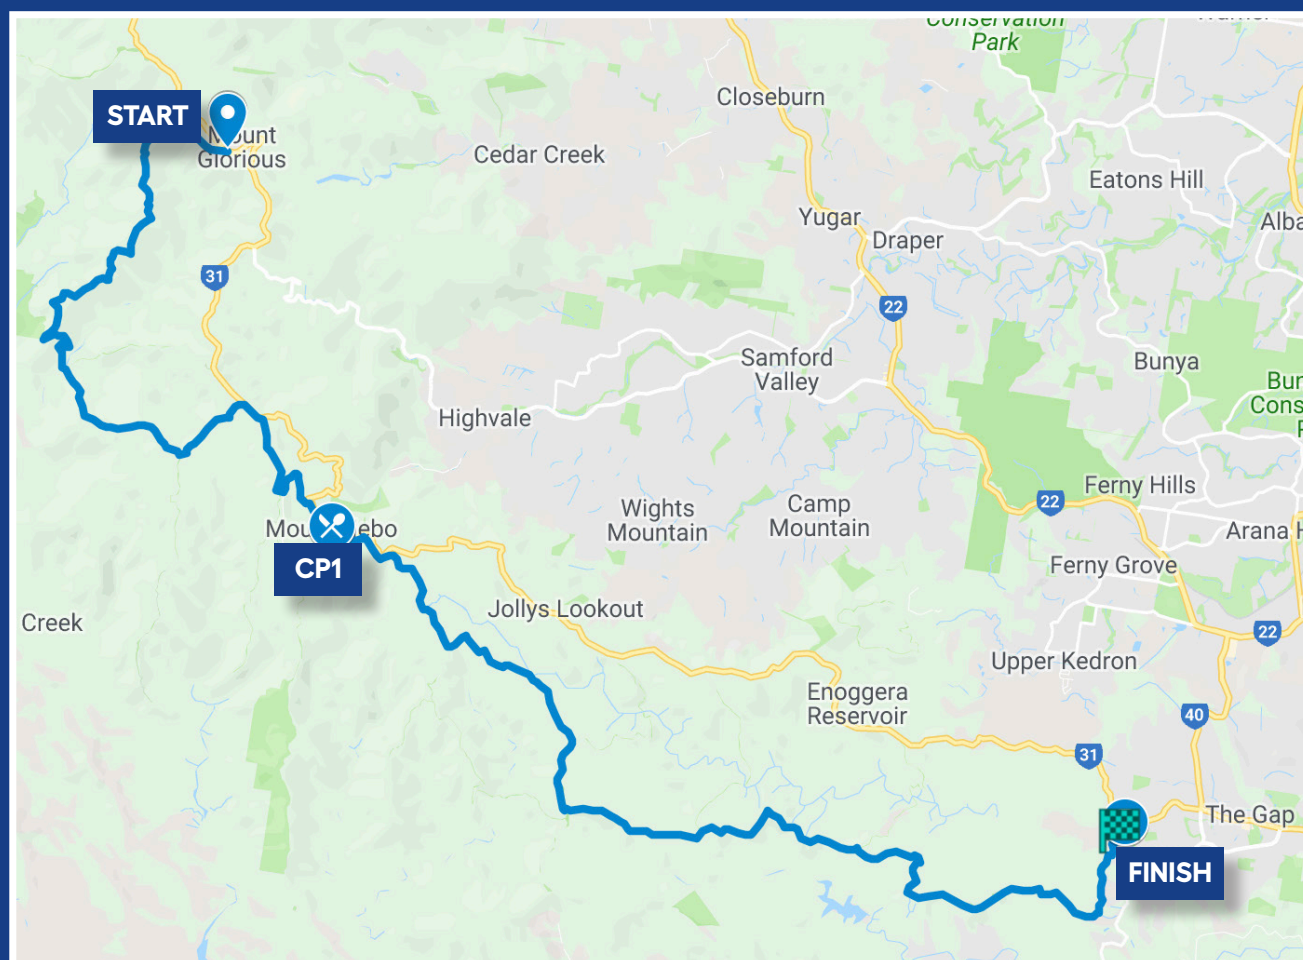 Conservation
Park
Closeburn
START
Mount
Glorious
Cedar Creek
Eatons Hill
Yugar
Draper
31
22
Samford
Valley
Bunya
Highvale
Ferny Hills
22
Wights
Mountain
Camp
Mountain
CP1
Ferny Grove
Jollys Lookout
Creek
22
Upper Kedron
Enoggera
Reservoir
40
31
The Gap
FINISH